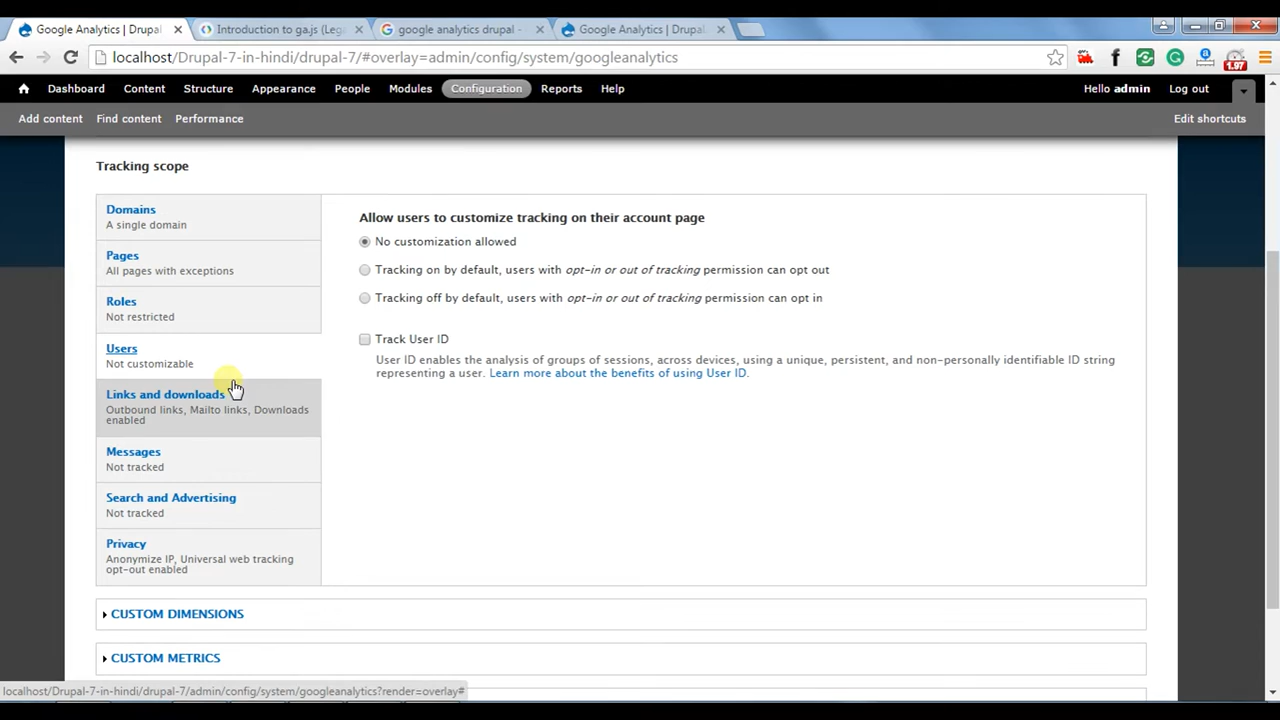 Google Analytics | Drupal
Introduction to ga.js (Leg
google analytics drupal -
Google Analytics | Drupal.
localhost/Drupal-7-in-hindi/drupal-7/#overlay=admin/config/system/googleanalytics
1.07
Dashboard Content Structure Appearance People Modules Configuration Reports Help Hello admin Log out
Add content Find content Performance Edit shortcuts
Tracking scope
Domains
A single domain
Pages
All pages with exceptions
Roles
Not restricted
Users
Not customizable
Links and downloads
Outbound links, Mailto links, Downloads
enabled
Messages
Not tracked
Search and Advertising
Not tracked
Privacy
Anonymize IP, Universal web tracking
opt-out enabled
Allow users to customize tracking on their account page
No customization allowed
Tracking on by default, users with opt-in or out of tracking permission can opt out
Tracking off by default, users with opt-in or out of tracking permission can opt in
Track User ID
User ID enables the analysis of groups of sessions, across devices, using a unique, persistent, and non-personally identifiable ID string
representing a user. Learn more about the benefits of using User ID.
CUSTOM DIMENSIONS
CUSTOM METRICS
localhost/Drupal-7-in-hindi/drupal-7/admin/config/system/googleanalytics?render=overlay#